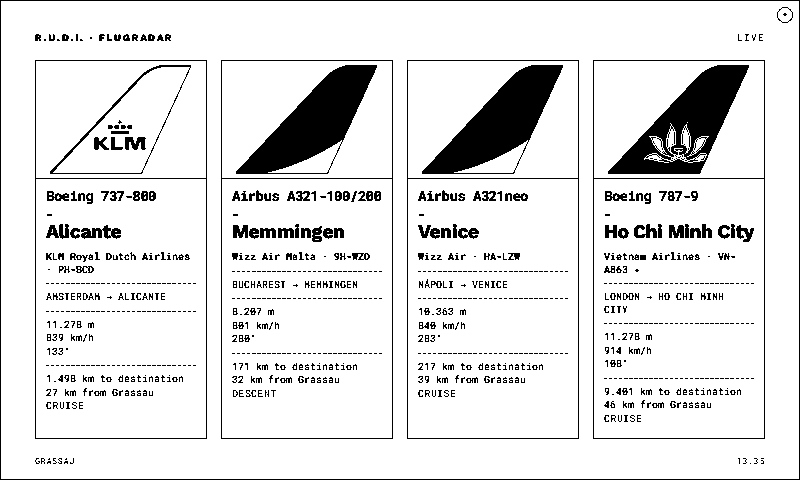 R.U.D.I. · FLUGRADAR
LIVE
KLM
Boeing 737-800
-
Alicante
KLM Royal Dutch Airlines
· PH-BCD
AMSTERDAM → ALICANTE
11.278 m
839 km/h
133°
1.498 km to destination
27 km from Grassau
CRUISE
Airbus A321-100/200
-
Memmingen
Wizz Air Malta · 9H-WZO
BUCHAREST → MEMMINGEN
8.207 m
801 km/h
280°
171 km to destination
32 km from Grassau
DESCENT
Airbus A321neo
-
Venice
Wizz Air · HA-LZW
NÁPOLI → VENICE
10.363 m
840 km/h
283°
217 km to destination
39 km from Grassau
CRUISE
Boeing 787-9
-
Ho Chi Minh City
Vietnam Airlines · VN-
A863 ✦
LONDON → HO CHI MINH
CITY
11.278 m
914 km/h
108°
9.401 km to destination
46 km from Grassau
CRUISE
GRASSAU
13.35